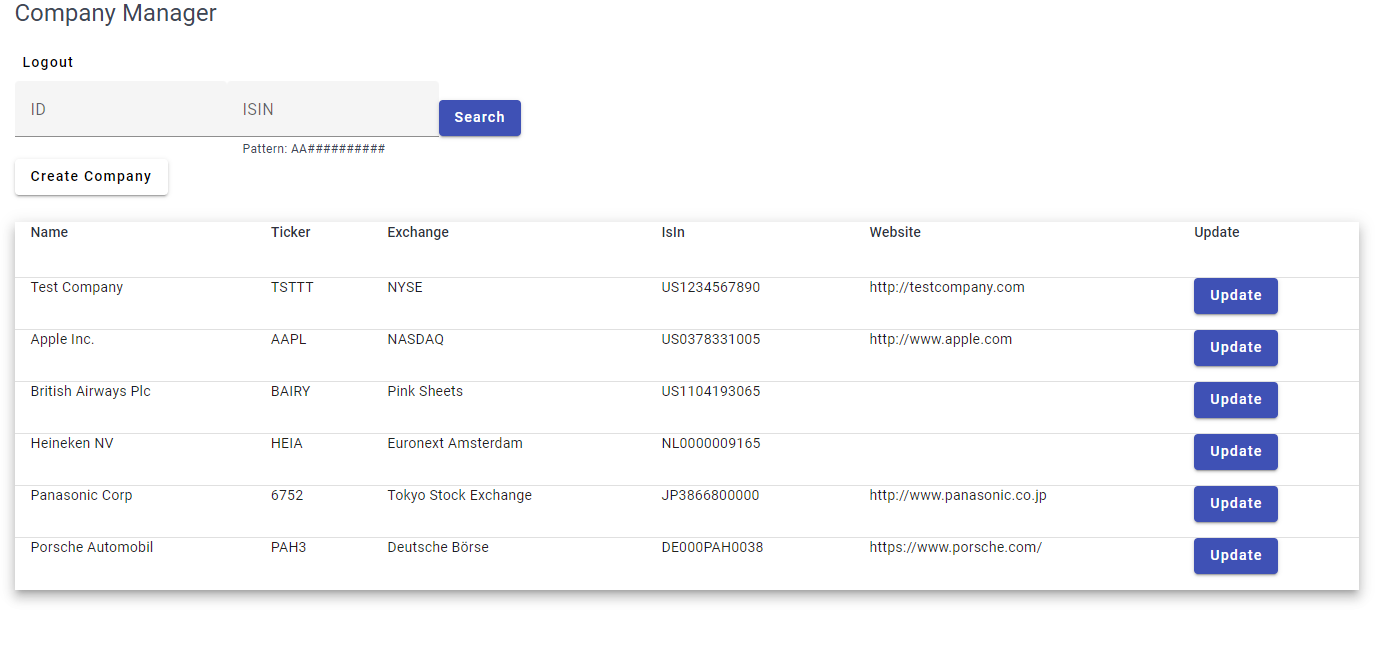 Company Manager
Logout
ID ISIN Search
Pattern: AA##########
Create Company
Name Ticker Exchange IsIn Website Update
Test Company TSTTT NYSE US1234567890 http://testcompany.com Update
Apple Inc. AAPL NASDAQ US0378331005 http://www.apple.com Update
British Airways Plc BAIRY Pink Sheets US1104193065 Update
Heineken NV HEIA Euronext Amsterdam NL0000009165 Update
Panasonic Corp 6752 Tokyo Stock Exchange JP3866800000 http://www.panasonic.co.jp Update
Porsche Automobil PAH3 Deutsche Börse DE000PAH0038 https://www.porsche.com/ Update